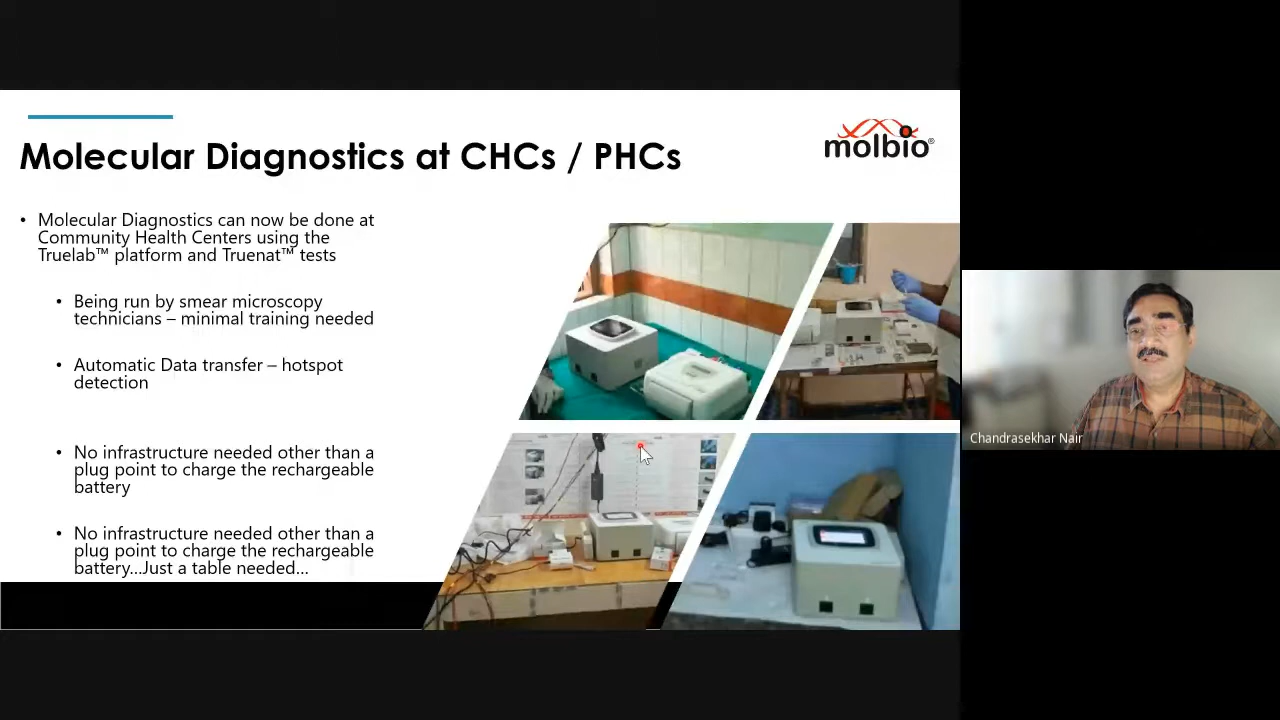 molbio®
Molecular Diagnostics at CHCs / PHCs
• Molecular Diagnostics can now be done at
Community Health Centers using the
Truelab™ platform and Truenat™ tests
• Being run by smear microscopy
technicians – minimal training needed
• Automatic Data transfer – hotspot
detection
• No infrastructure needed other than a
plug point to charge the rechargeable
battery
• No infrastructure needed other than a
plug point to charge the rechargeable
battery...Just a table needed...
Chandrasekhar Nair